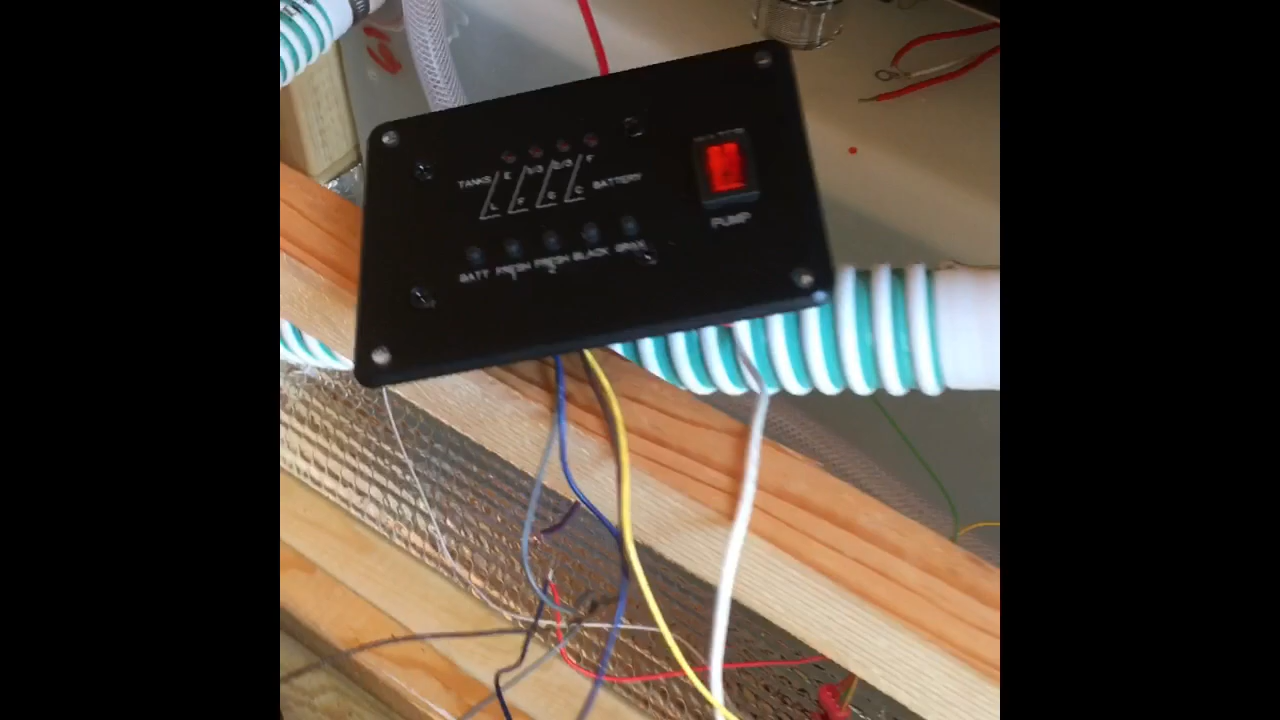 TANKS E 1/3 2/3 F
L F G C BATTERY
BATT FRESH FRESH BLACK GRAY
PUMP